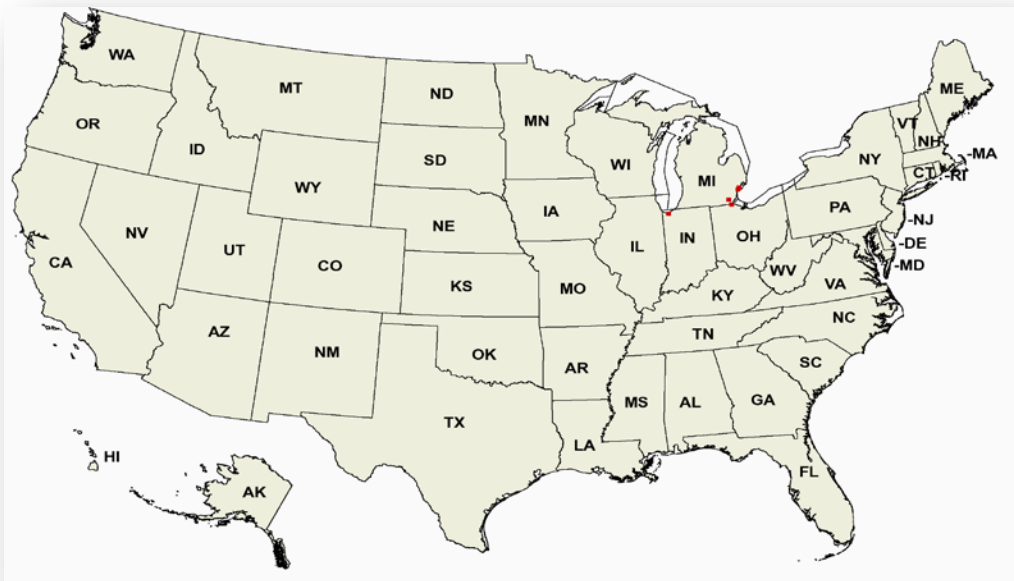 WA
MT
ND
MN
ME
OR
ID
SD
WI
MI
VT
NH
NY
-MA
WY
CT
-RI
IA
NE
PA
-NJ
NV
UT
CO
IL
IN
OH
-DE
CA
KS
MO
WV
-MD
KY
VA
AZ
NM
OK
AR
TN
NC
SC
TX
MS
AL
GA
LA
FL
HI
AK